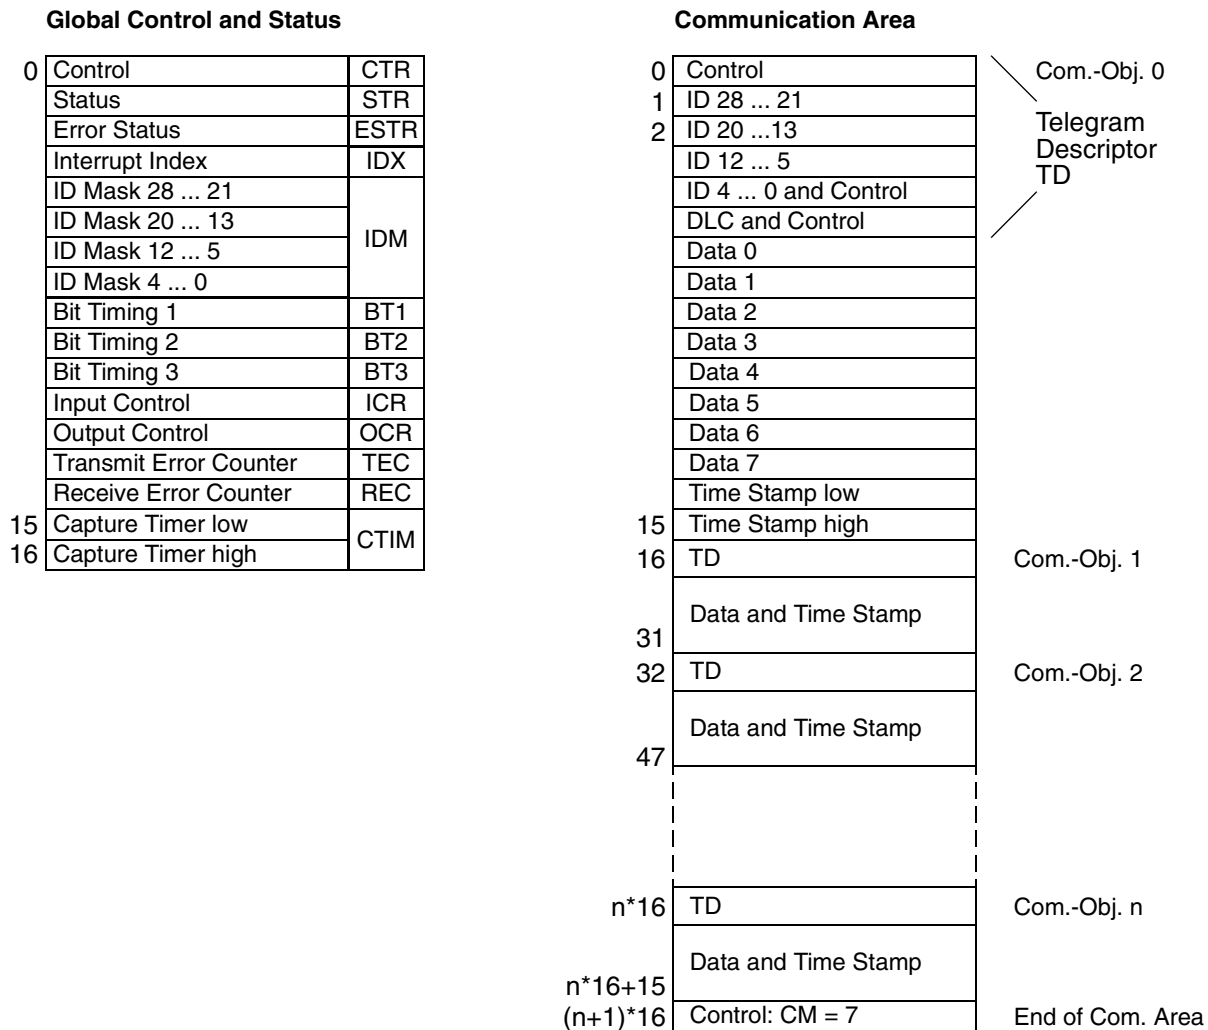 Global Control and Status
0 Control CTR
Status STR
Error Status ESTR
Interrupt Index IDX
ID Mask 28 ... 21
ID Mask 20 ... 13
IDM
ID Mask 12 ... 5
ID Mask 4 ... 0
Bit Timing 1 BT1
Bit Timing 2 BT2
Bit Timing 3 BT3
Input Control ICR
Output Control OCR
Transmit Error Counter TEC
Receive Error Counter REC
15 Capture Timer low
CTIM
16 Capture Timer high
Communication Area
0 Control Com.-Obj. 0
1 ID 28 ... 21
2 ID 20 ...13
ID 12 ... 5
ID 4 ... 0 and Control
DLC and Control
Telegram
Descriptor
TD
Data 0
Data 1
Data 2
Data 3
Data 4
Data 5
Data 6
Data 7
Time Stamp low
15 Time Stamp high
16 TD Com.-Obj. 1
Data and Time Stamp
31
32 TD Com.-Obj. 2
Data and Time Stamp
47
n*16 TD Com.-Obj. n
Data and Time Stamp
n*16+15
(n+1)*16 Control: CM = 7 End of Com. Area